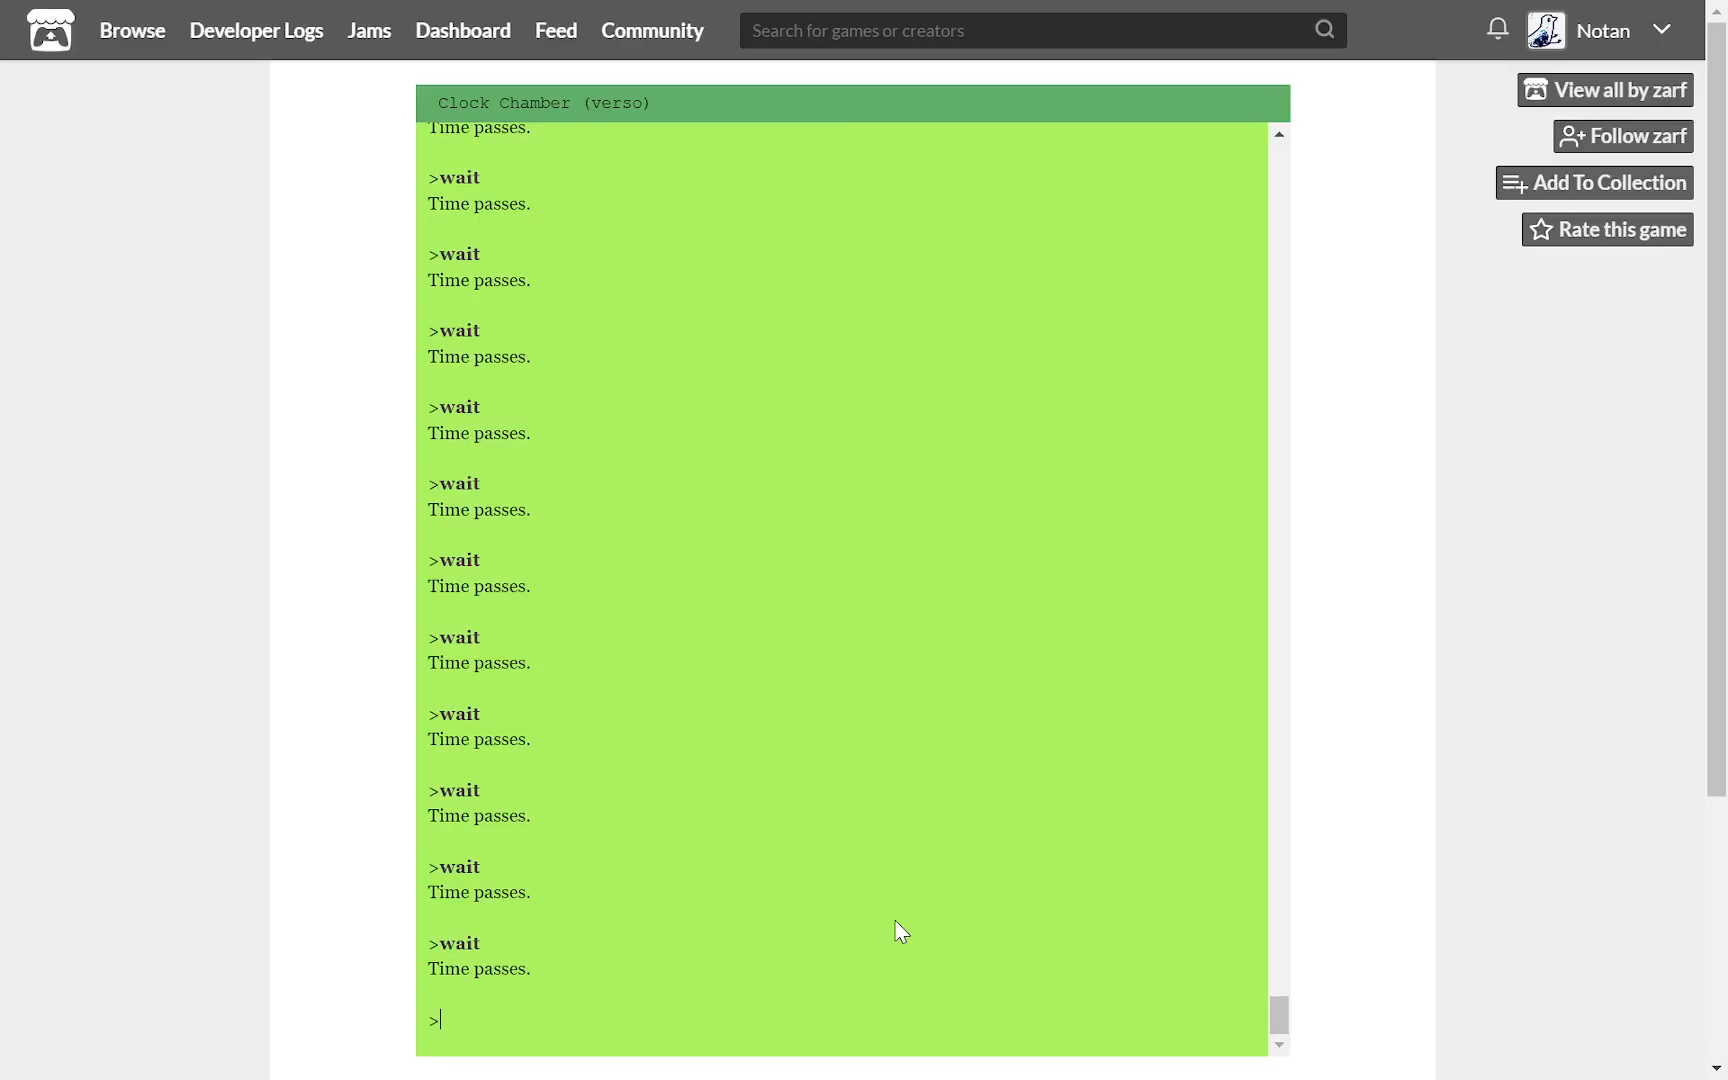 Browse Developer Logs Jams Dashboard Feed Community Search for games or creators Notan
View all by zarf
Follow zarf
Add To Collection
Rate this game
Clock Chamber (verso)
Time passes.
>wait
Time passes.
>wait
Time passes.
>wait
Time passes.
>wait
Time passes.
>wait
Time passes.
>wait
Time passes.
>wait
Time passes.
>wait
Time passes.
>wait
Time passes.
>wait
Time passes.
>wait
Time passes.
>